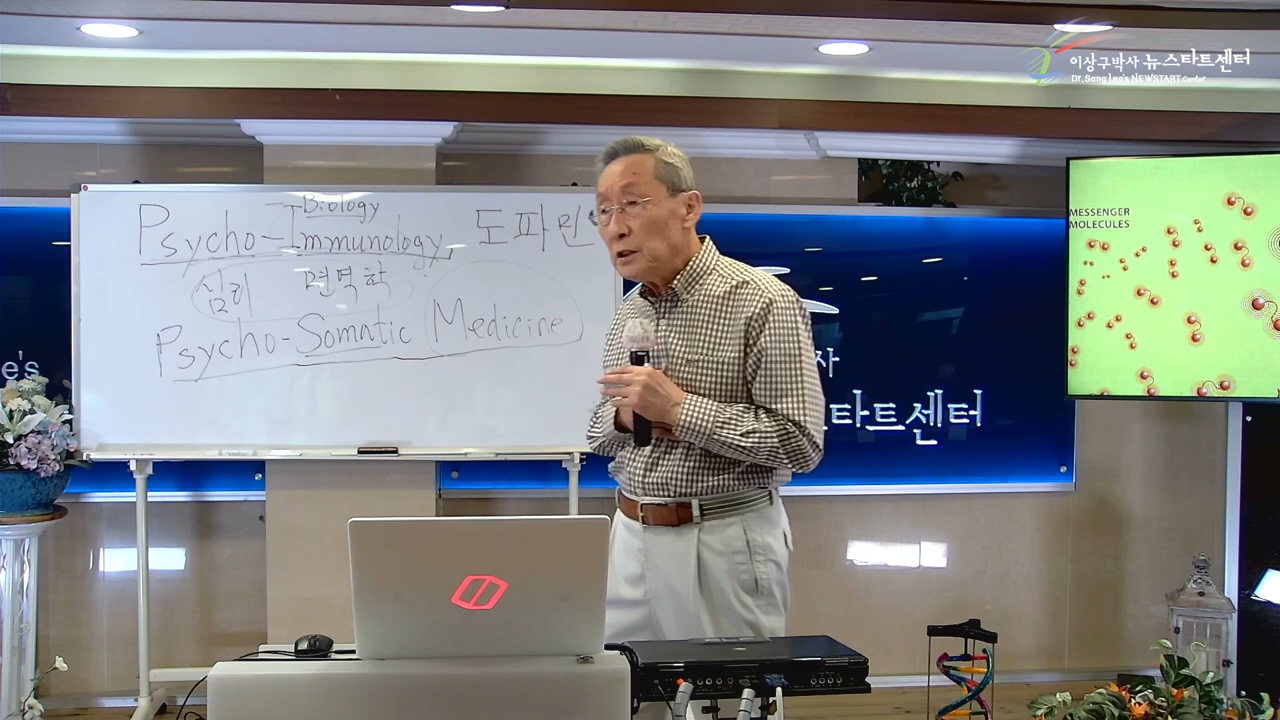 이상구박사 뉴스타트센터
Dr. Sang Lee's NEWSTART Center
Biology
Psycho-Immunology, 도파민
심리 면역학
Psycho-Somatic Medicine
MESSENGER
MOLECULES
e's
사
타트센터